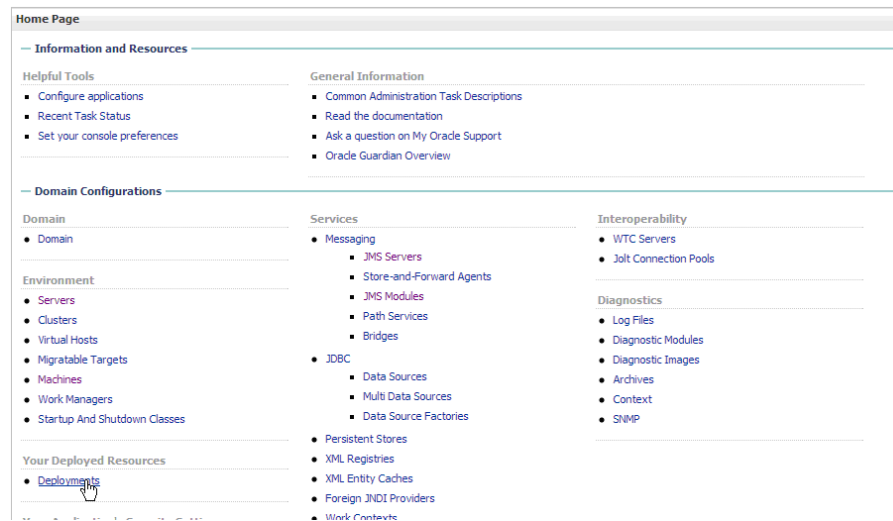 Home Page
Information and Resources
Helpful Tools
Configure applications
Recent Task Status
Set your console preferences
General Information
Common Administration Task Descriptions
Read the documentation
Ask a question on My Oracle Support
Oracle Guardian Overview
Domain Configurations
Domain
Domain
Environment
Servers
Clusters
Virtual Hosts
Migratable Targets
Machines
Work Managers
Startup And Shutdown Classes
Your Deployed Resources
Deployments
Services
Messaging
JMS Servers
Store-and-Forward Agents
JMS Modules
Path Services
Bridges
JDBC
Data Sources
Multi Data Sources
Data Source Factories
Persistent Stores
XML Registries
XML Entity Caches
Foreign JNDI Providers
Work Contexts
Interoperability
WTC Servers
Jolt Connection Pools
Diagnostics
Log Files
Diagnostic Modules
Diagnostic Images
Archives
Context
SNMP